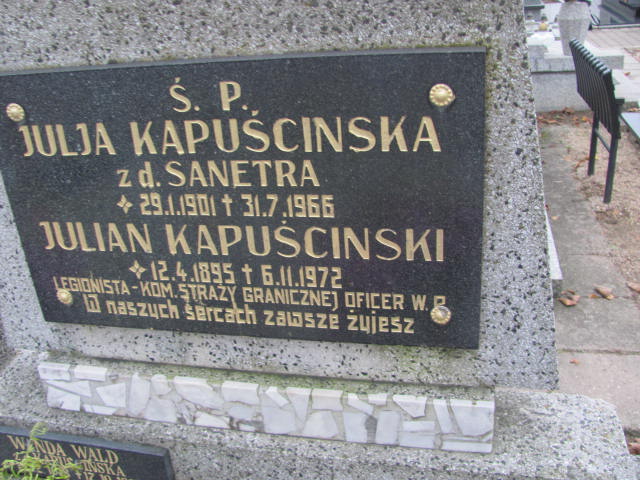 Ś. P.
JULJA KAPUŚCINSKA
z d. SANETRA
29.1.1901 † 31.7.1966
JULIAN KAPUŚCINSKI
12.4.1895 † 6.11.1972
LEGIONISTA - KOM. STRAŻY GRANICZNEJ OFICER W.P.
W naszych sercach zawsze żyjesz
WANDA WALD